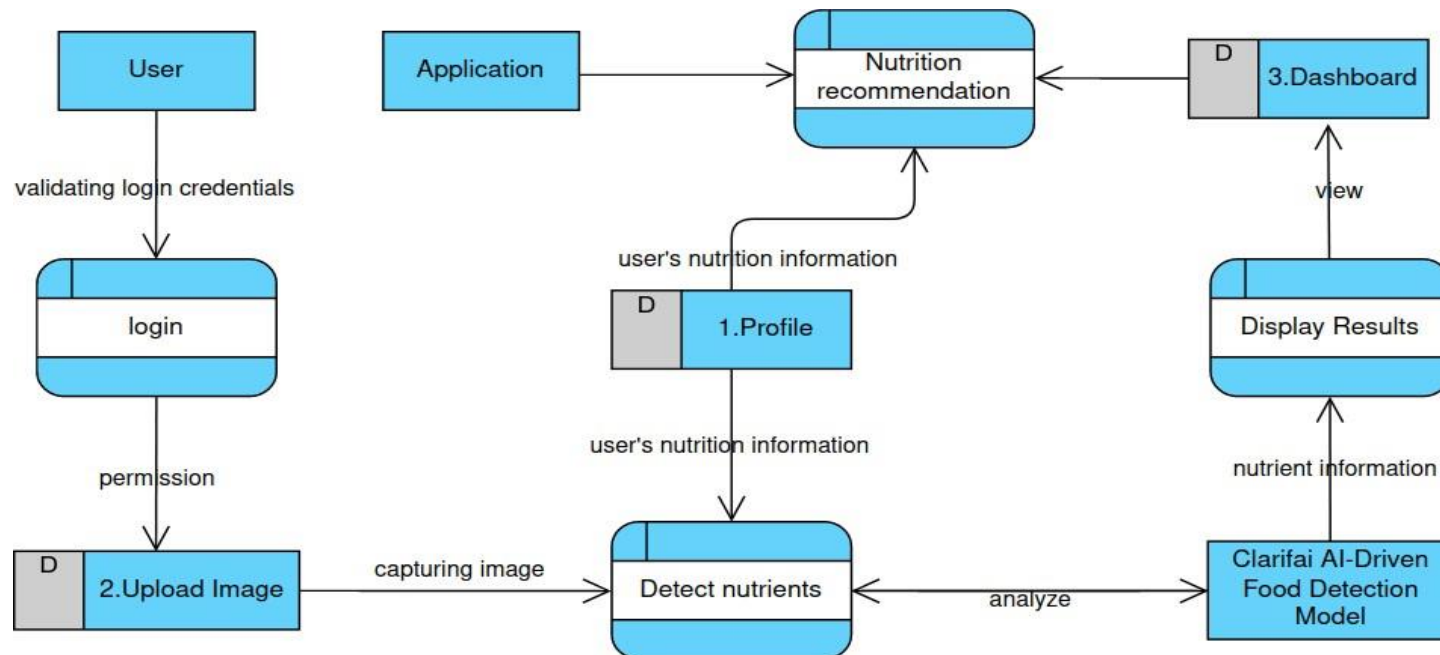 User
Application
Nutrition
recommendation
D
3.Dashboard
validating login credentials
view
user's nutrition information
login
D
1.Profile
Display Results
user's nutrition information
permission
nutrient information
D
2.Upload Image
capturing image
Detect nutrients
analyze
Clarifai AI-Driven
Food Detection
Model